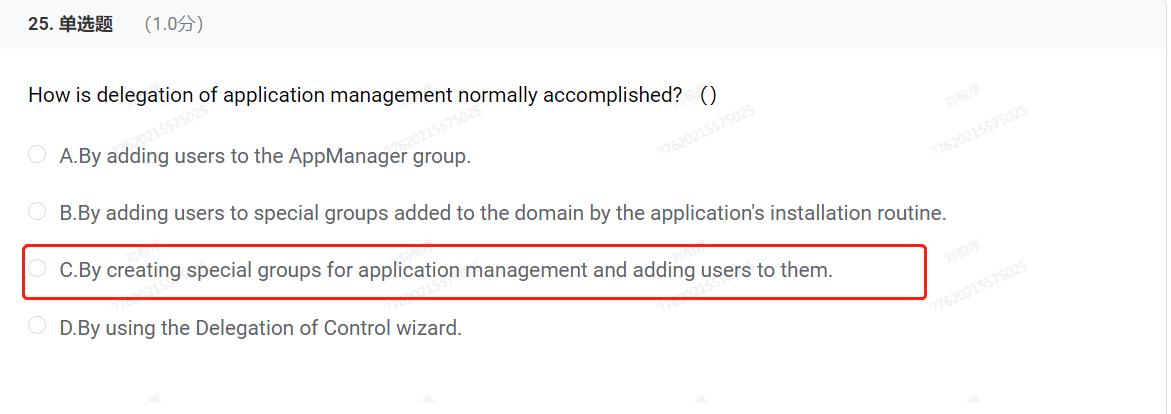 25. 单选题 （1.0分）
How is delegation of application management normally accomplished? （）
A.By adding users to the AppManager group.
B.By adding users to special groups added to the domain by the application's installation routine.
C.By creating special groups for application management and adding users to them.
D.By using the Delegation of Control wizard.